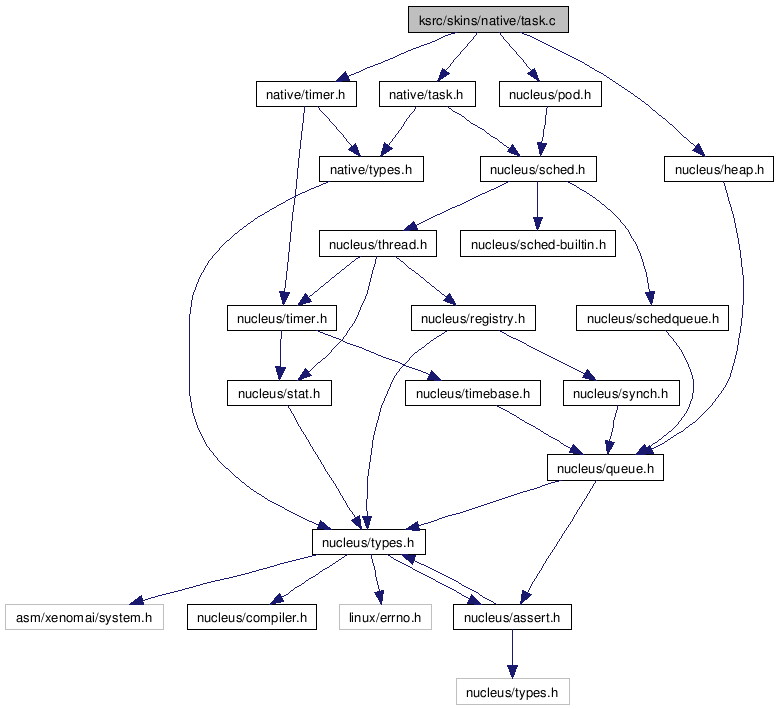 ksrc/skins/native/task.c
native/timer.h
native/task.h
nucleus/pod.h
native/types.h
nucleus/sched.h
nucleus/heap.h
nucleus/thread.h
nucleus/sched-builtin.h
nucleus/timer.h
nucleus/registry.h
nucleus/schedqueue.h
nucleus/stat.h
nucleus/timebase.h
nucleus/synch.h
nucleus/queue.h
nucleus/types.h
asm/xenomai/system.h
nucleus/compiler.h
linux/errno.h
nucleus/assert.h
nucleus/types.h